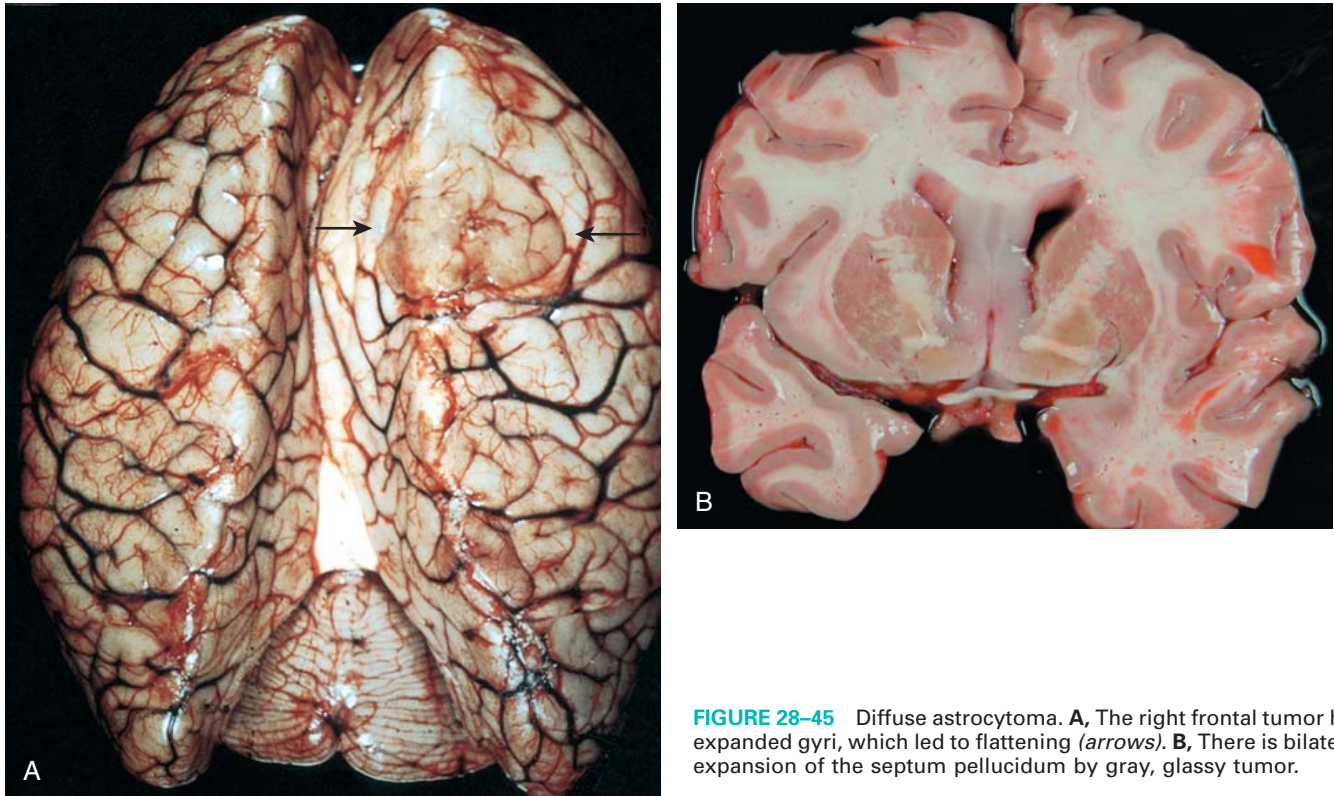 A
B
FIGURE 28–45 Diffuse astrocytoma. A, The right frontal tumor
expanded gyri, which led to flattening (arrows). B, There is
expansion of the septum pellucidum by gray, glassy tumor.